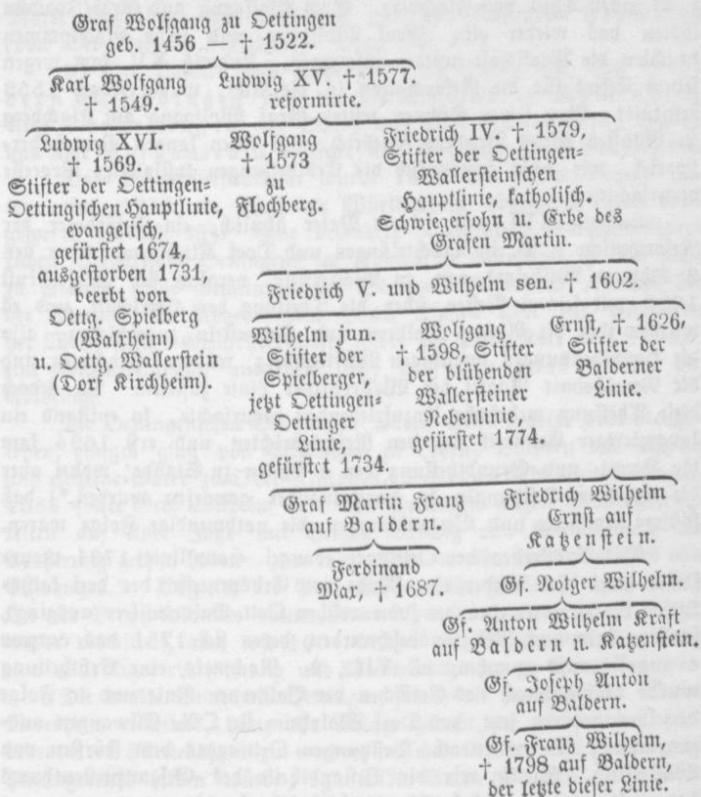 Graf Wolfgang zu Oettingen
geb. 1456 — † 1522.
Karl Wolfgang
† 1549.
Ludwig XV. † 1577.
reformirte.
Ludwig XVI.
† 1569.
Stifter der Oettingen-
Oettingischen Hauptlinie,
evangelisch,
gefürstet 1674,
ausgestorben 1731,
beerbt von
Oettg. Spielberg
(Walxheim)
u. Oettg. Wallerstein
(Dorf Kirchheim).
Wolfgang
† 1573
zu
Flochberg.
Friedrich IV. † 1579,
Stifter der Oettingen-
Wallersteinschen
Hauptlinie, katholisch.
Schwiegersohn u. Erbe des
Grafen Martin.
Friedrich V. und Wilhelm sen. † 1602.
Wilhelm jun.
Stifter der
Spielberger,
jetzt Oettingen-
Oettinger
Linie,
gefürstet 1734.
Wolfgang
† 1598, Stifter
der blühenden
Wallersteiner
Nebenlinie,
gefürstet 1774.
Ernst, † 1626,
Stifter der
Balderner
Linie.
Graf Martin Franz
auf Baldern.
Friedrich Wilhelm
Ernst auf
Katzenstein.
Ferdinand
Max, † 1687.
Gf. Notger Wilhelm.
Gf. Anton Wilhelm Kraft
auf Baldern u. Katzenstein.
Gf. Joseph Anton
auf Baldern.
Gf. Franz Wilhelm,
† 1798 auf Baldern,
der letzte dieser Linie.